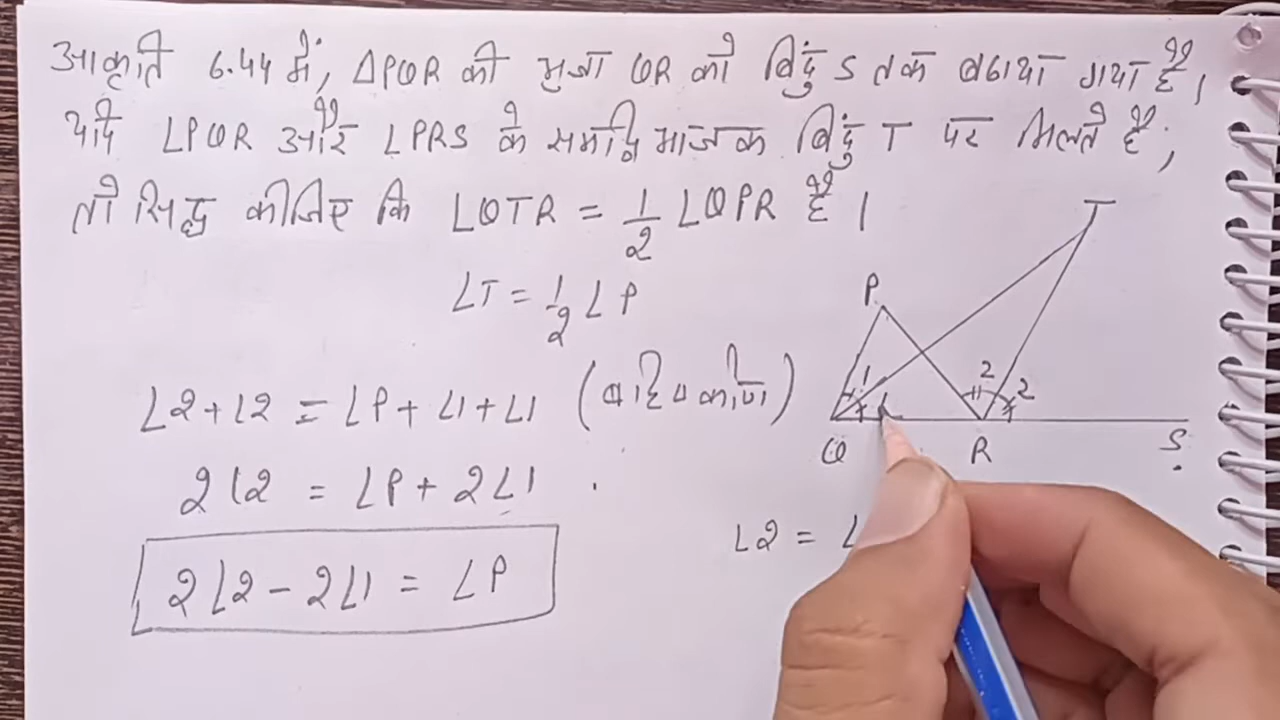 आकृति 6.44 में, ΔPQR की भुजा QR को बिंदु S तक बढाया गया है।
यदि ∠PQR और ∠PRS के समद्विभाजक बिंदु T पर मिलते है;
तो सिद्ध कीजिए कि ∠QTR = 1/2 ∠QPR है।
∠T = 1/2 ∠P
∠2+∠2 = ∠P+∠1+∠1 (बाहिय कोण)
2∠2 = ∠P+2∠1
2∠2-2∠1 = ∠P
T
P
1
1
2
2
Q
R
S
∠2 = ∠